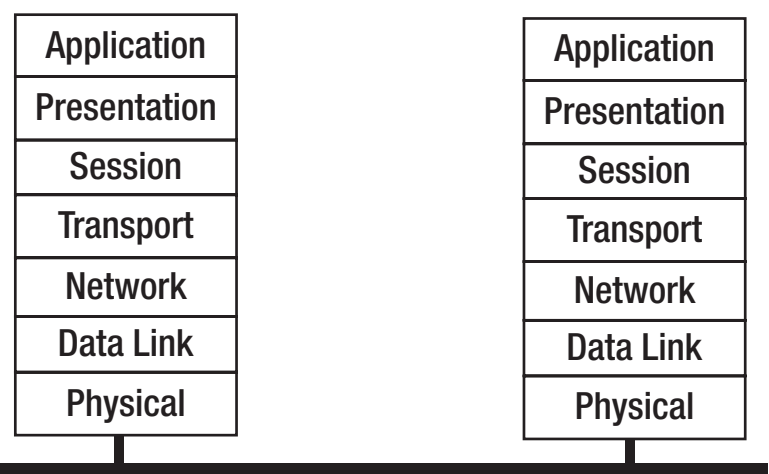 Application
Presentation
Session
Transport
Network
Data Link
Physical
Application
Presentation
Session
Transport
Network
Data Link
Physical